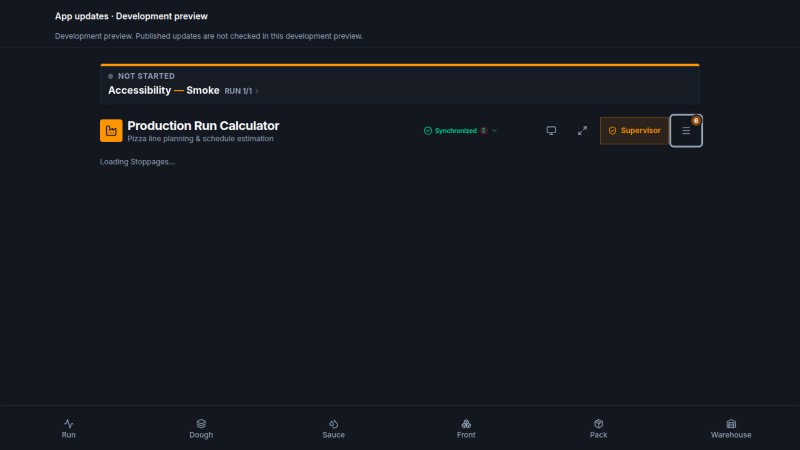 App updates · Development preview
Development preview. Published updates are not checked in this development preview.
NOT STARTED
Accessibility — Smoke RUN 1/1 ›
Production Run Calculator
Pizza line planning & schedule estimation
Synchronized 2
Supervisor
6
Loading Stoppages...
Run
Dough
Sauce
Front
Pack
Warehouse